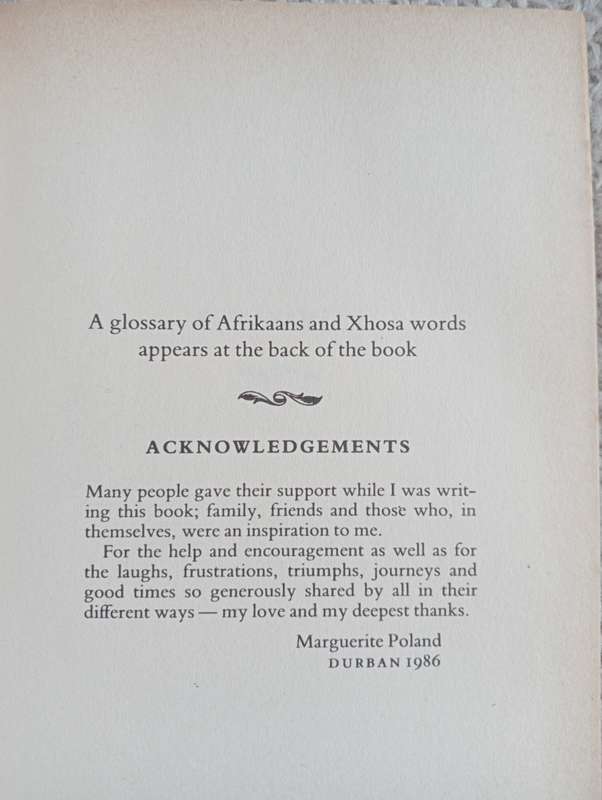 A glossary of Afrikaans and Xhosa words
appears at the back of the book
ACKNOWLEDGEMENTS
Many people gave their support while I was writ-
ing this book; family, friends and those who, in
themselves, were an inspiration to me.
For the help and encouragement as well as for
the laughs, frustrations, triumphs, journeys and
good times so generously shared by all in their
different ways — my love and my deepest thanks.
Marguerite Poland
DURBAN 1986